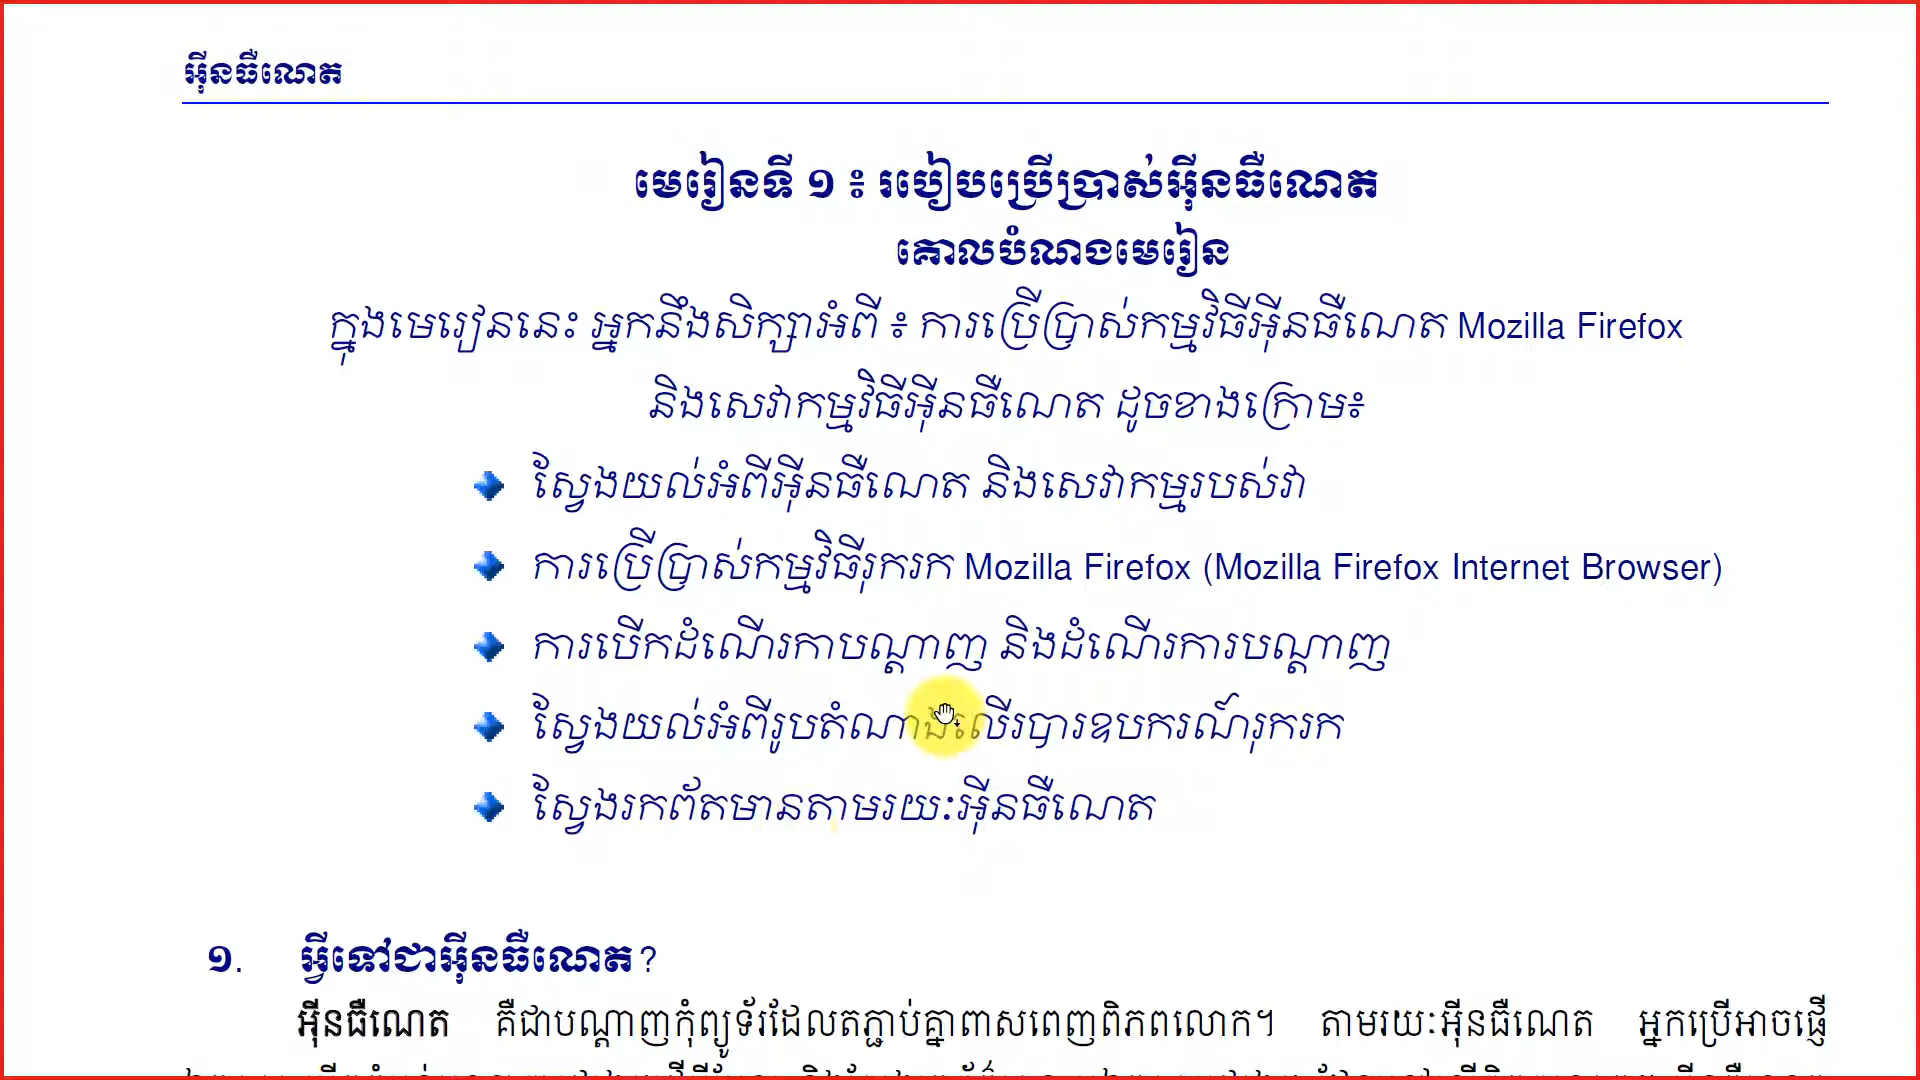 អ៊ីនធឺណេត
មេរៀនទី ១ ៖ របៀបប្រើប្រាស់អ៊ីនធឺណេត
គោលបំណងមេរៀន
ក្នុងមេរៀននេះ អ្នកនឹងសិក្សាអំពី ៖ ការប្រើប្រាស់កម្មវិធីអ៊ីនធឺណេត Mozilla Firefox
និងសេវាកម្មវិធីអ៊ីនធឺណេត ដូចខាងក្រោម៖
ស្វែងយល់អំពីអ៊ីនធឺណេត និងសេវាកម្មរបស់វា
ការប្រើប្រាស់កម្មវិធីរុករក Mozilla Firefox (Mozilla Firefox Internet Browser)
ការបើកដំណើរកាបណ្តាញ និងដំណើរការបណ្តាញ
ស្វែងយល់អំពីរូបតំណាងលើរបារឧបករណ៍រុករក
ស្វែងរកព័តមានតាមរយៈអ៊ីនធឺណេត
១. អ្វីទៅជាអ៊ីនធឺណេត?
អ៊ីនធឺណេត គឺជាបណ្តាញកុំព្យូទ័រដែលតភ្ជាប់គ្នាពាសពេញពិភពលោក។ តាមរយៈអ៊ីនធឺណេត អ្នកប្រើអាចផ្ញើ